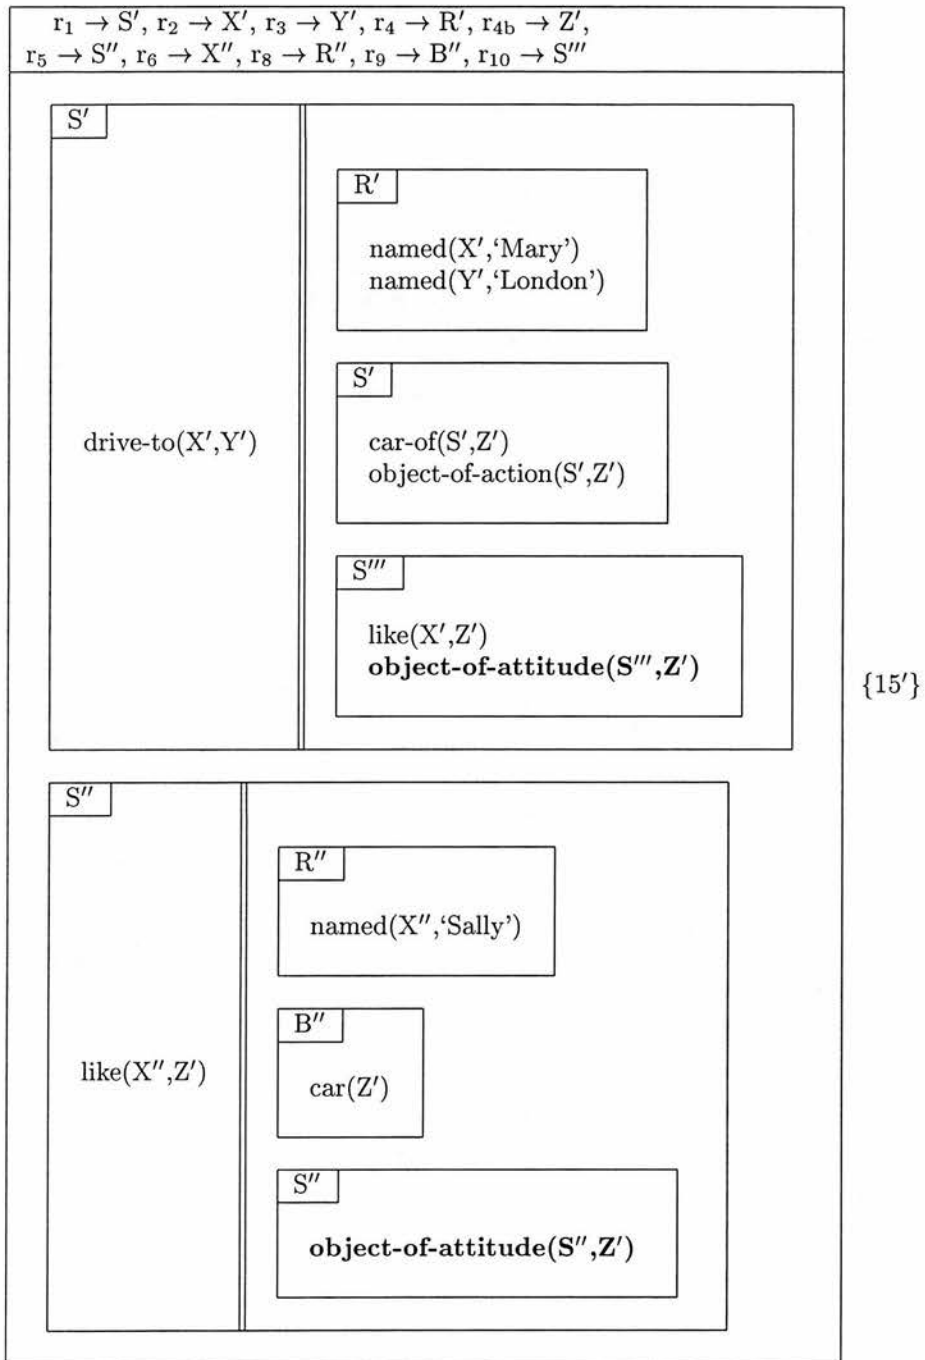 r₁ → S′, r₂ → X′, r₃ → Y′, r₄ → R′, r₄b → Z′,
r₅ → S″, r₆ → X″, r₈ → R″, r₉ → B″, r₁₀ → S‴
S′
R′
named(X′,‘Mary’)
named(Y′,‘London’)
S′
drive-to(X′,Y′)
car-of(S′,Z′)
object-of-action(S′,Z′)
S‴
like(X′,Z′)
object-of-attitude(S‴,Z′)
{15′}
S″
R″
named(X″,‘Sally’)
B″
like(X″,Z′)
car(Z′)
S″
object-of-attitude(S″,Z′)